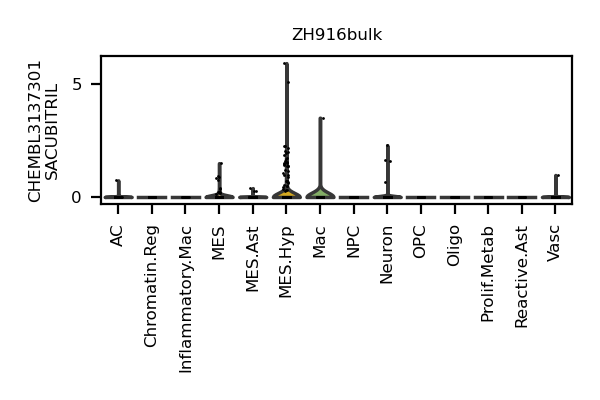 ZH916bulk
CHEMBL3137301
SACUBITRIL
5
0
AC
Chromatin.Reg
Inflammatory.Mac
MES
MES.Ast
MES.Hyp
Mac
NPC
Neuron
OPC
Oligo
Prolif.Metab
Reactive.Ast
Vasc